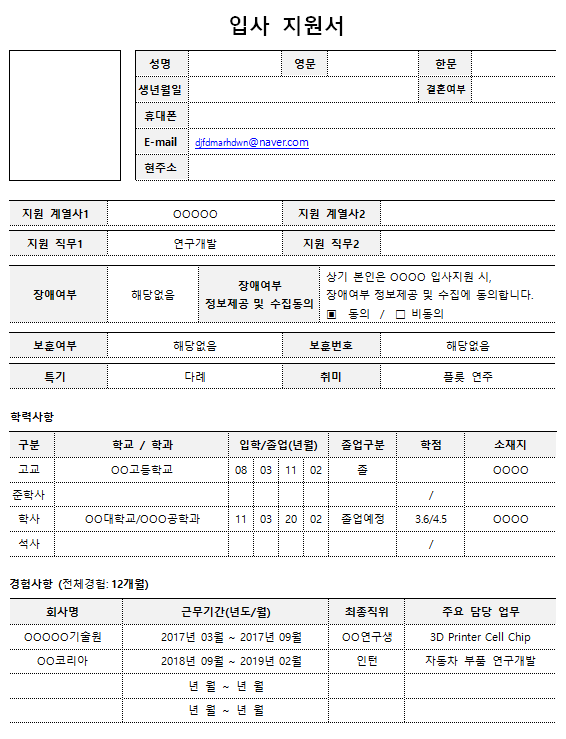 입사 지원서
성명 영문 한문
생년월일 결혼여부
휴대폰
E-mail djfdmarhdwn@naver.com
현주소
지원 계열사1 OOOOO 지원 계열사2
지원 직무1 연구개발 지원 직무2
장애여부 해당없음 장애여부 정보제공 및 수집동의 상기 본인은 OOOO 입사지원 시,
장애여부 정보제공 및 수집에 동의합니다.
▣ 동의 / □ 비동의
보훈여부 해당없음 보훈번호 해당없음
특기 다례 취미 플룻 연주
학력사항
구분 학교 / 학과 입학/졸업(년월) 졸업구분 학점 소재지
고교 OO고등학교 08 03 11 02 졸 OOOO
준학사 /
학사 OO대학교/OOO공학과 11 03 20 02 졸업예정 3.6/4.5 OOOO
석사 /
경험사항 (전체경험: 12개월)
회사명 근무기간(년도/월) 최종직위 주요 담당 업무
OOOOO기술원 2017년 03월 ~ 2017년 09월 OO연구생 3D Printer Cell Chip
OO코리아 2018년 09월 ~ 2019년 02월 인턴 자동차 부품 연구개발
년 월 ~ 년 월
년 월 ~ 년 월